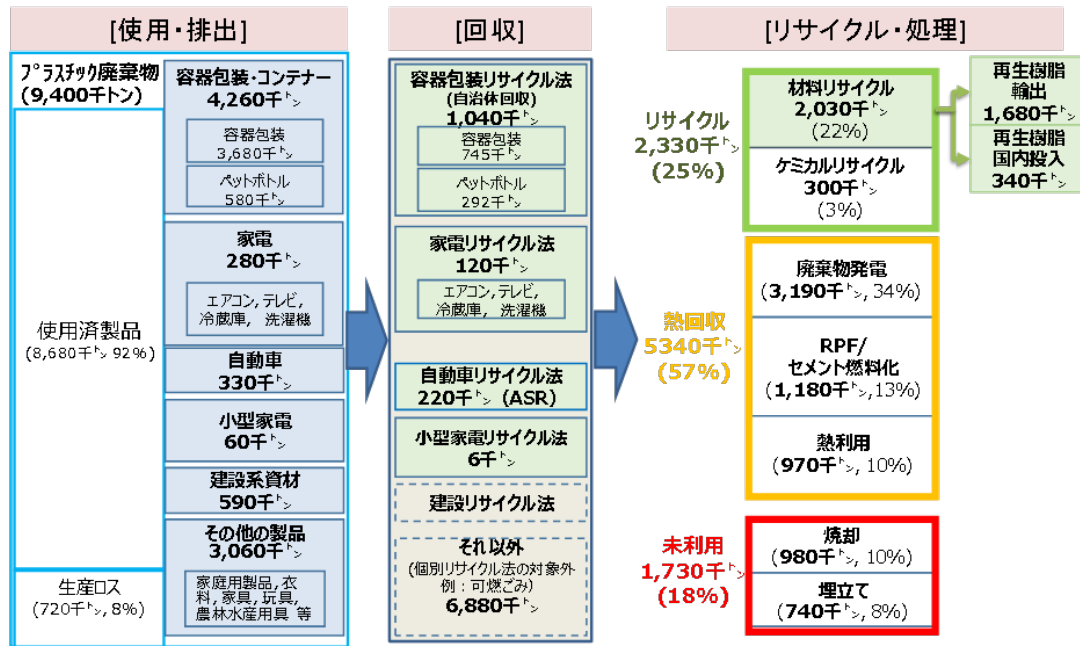 [使用・排出]
プラスチック廃棄物
(9,400千トン)
使用済製品
(8,680千トン 92%)
生産ロス
(720千トン, 8%)
容器包装・コンテナー
4,260千トン
容器包装
3,680千トン
ペットボトル
580千トン
家電
280千トン
エアコン, テレビ,
冷蔵庫, 洗濯機
自動車
330千トン
小型家電
60千トン
建設系資材
590千トン
その他の製品
3,060千トン
家庭用製品, 衣
料, 家具, 玩具,
農林水産用具 等
[回収]
容器包装リサイクル法
(自治体回収)
1,040千トン
容器包装
745千トン
ペットボトル
292千トン
家電リサイクル法
120千トン
エアコン, テレビ,
冷蔵庫, 洗濯機
自動車リサイクル法
220千トン (ASR)
小型家電リサイクル法
6千トン
建設リサイクル法
それ以外
(個別リサイクル法の対象外
例：可燃ごみ)
6,880千トン
[リサイクル・処理]
リサイクル
2,330千トン
(25%)
材料リサイクル
2,030千トン
(22%)
ケミカルリサイクル
300千トン
(3%)
再生樹脂
輸出
1,680千トン
再生樹脂
国内投入
340千トン
熱回収
5340千トン
(57%)
廃棄物発電
(3,190千トン, 34%)
RPF/
セメント燃料化
(1,180千トン,13%)
熱利用
(970千トン, 10%)
未利用
1,730千トン
(18%)
焼却
(980千トン, 10%)
埋立て
(740千トン, 8%)